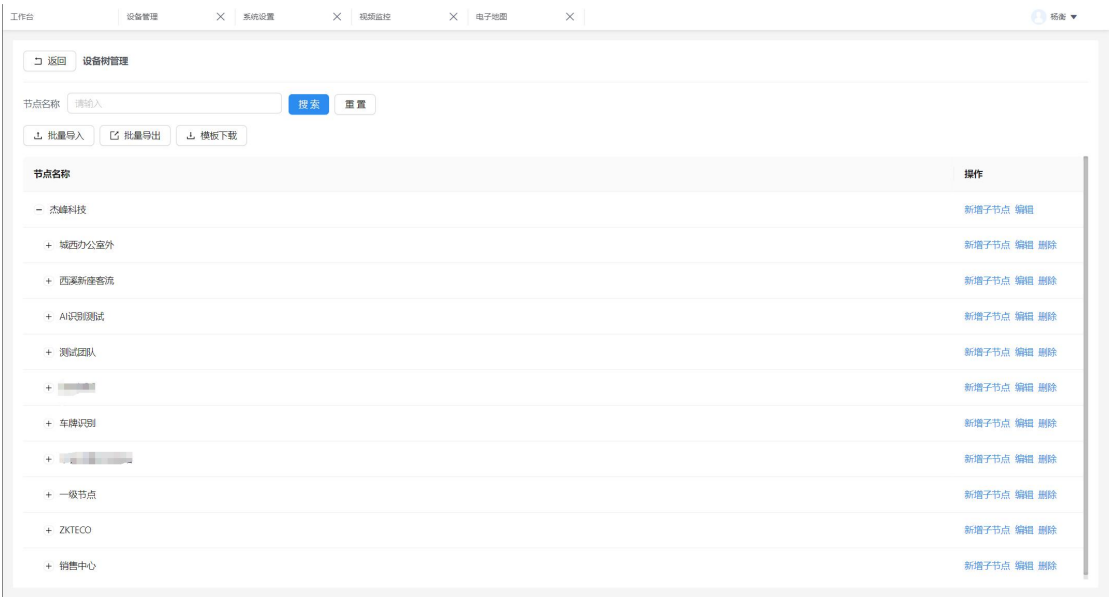 工作台 设备管理 系统设置 视频监控 电子地图 杨衡
返回 设备树管理
节点名称 请输入 搜索 重置
批量导入 批量导出 模板下载
节点名称 操作
杰峰科技 新增子节点 编辑
城西办公室外 新增子节点 编辑 删除
西溪新座客流 新增子节点 编辑 删除
AI识别测试 新增子节点 编辑 删除
测试团队 新增子节点 编辑 删除
新增子节点 编辑 删除
车牌识别 新增子节点 编辑 删除
新增子节点 编辑 删除
一级节点 新增子节点 编辑 删除
ZKTECO 新增子节点 编辑 删除
销售中心 新增子节点 编辑 删除